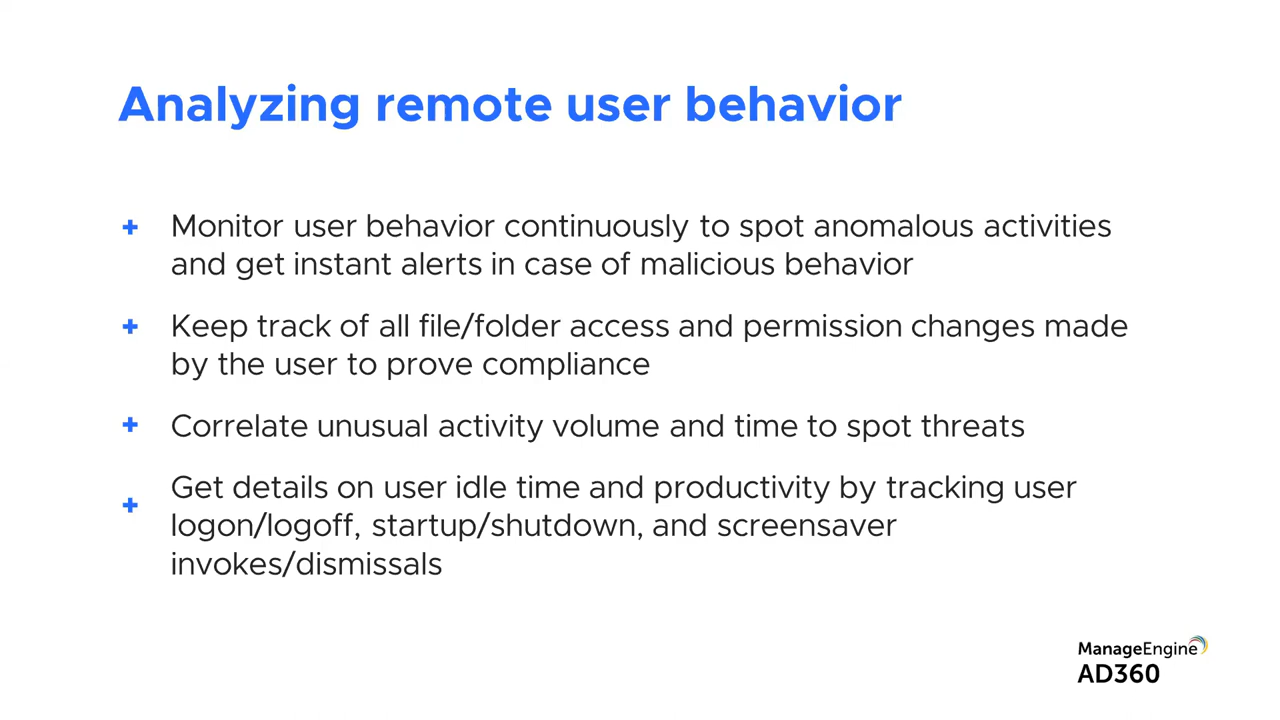 Analyzing remote user behavior
+ Monitor user behavior continuously to spot anomalous activities
and get instant alerts in case of malicious behavior
+ Keep track of all file/folder access and permission changes made
by the user to prove compliance
+ Correlate unusual activity volume and time to spot threats
+ Get details on user idle time and productivity by tracking user
logon/logoff, startup/shutdown, and screensaver
invokes/dismissals
ManageEngine
AD360